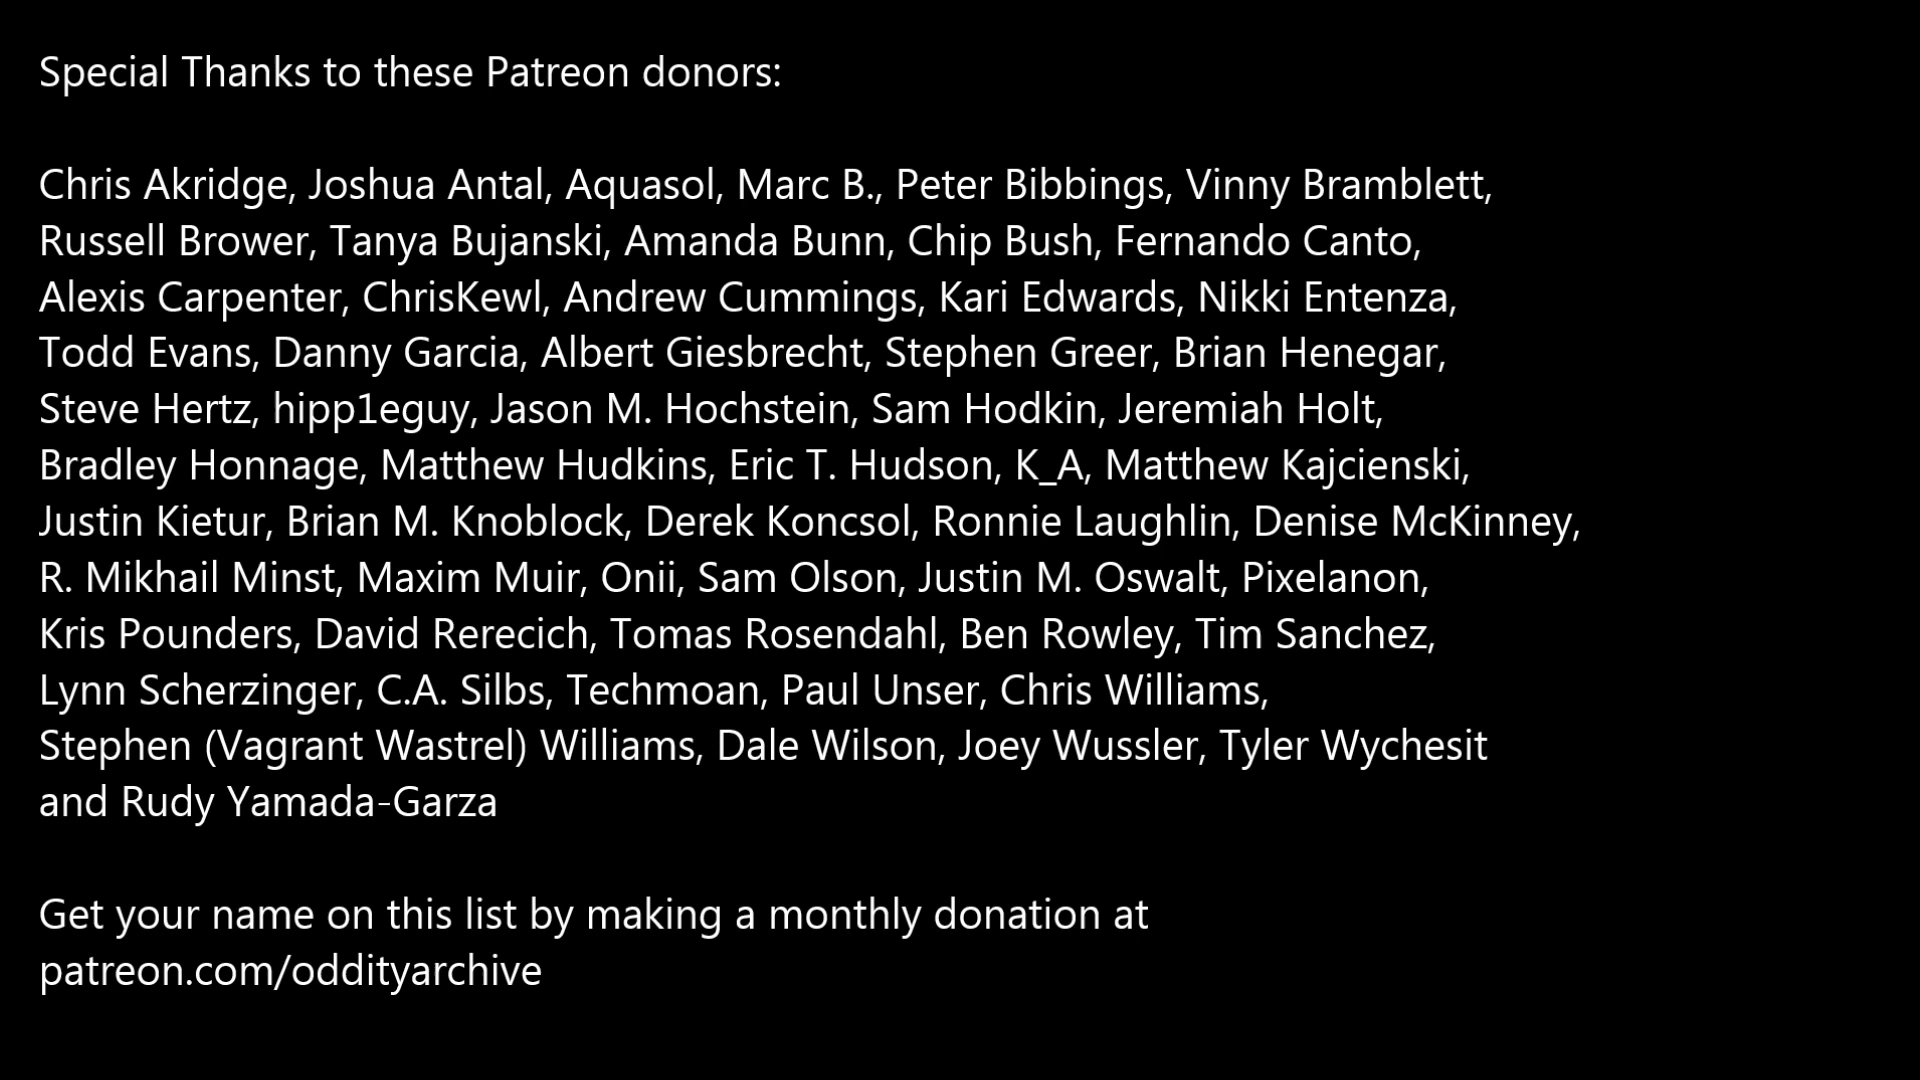 Special Thanks to these Patreon donors:
Chris Akridge, Joshua Antal, Aquasol, Marc B., Peter Bibbings, Vinny Bramblett,
Russell Brower, Tanya Bujanski, Amanda Bunn, Chip Bush, Fernando Canto,
Alexis Carpenter, ChrisKewl, Andrew Cummings, Kari Edwards, Nikki Entenza,
Todd Evans, Danny Garcia, Albert Giesbrecht, Stephen Greer, Brian Henegar,
Steve Hertz, hipp1eguy, Jason M. Hochstein, Sam Hodkin, Jeremiah Holt,
Bradley Honnage, Matthew Hudkins, Eric T. Hudson, K_A, Matthew Kajcienski,
Justin Kietur, Brian M. Knoblock, Derek Koncsol, Ronnie Laughlin, Denise McKinney,
R. Mikhail Minst, Maxim Muir, Onii, Sam Olson, Justin M. Oswalt, Pixelanon,
Kris Pounders, David Rerecich, Tomas Rosendahl, Ben Rowley, Tim Sanchez,
Lynn Scherzinger, C.A. Silbs, Techmoan, Paul Unser, Chris Williams,
Stephen (Vagrant Wastrel) Williams, Dale Wilson, Joey Wussler, Tyler Wychesit
and Rudy Yamada-Garza
Get your name on this list by making a monthly donation at
patreon.com/oddityarchive